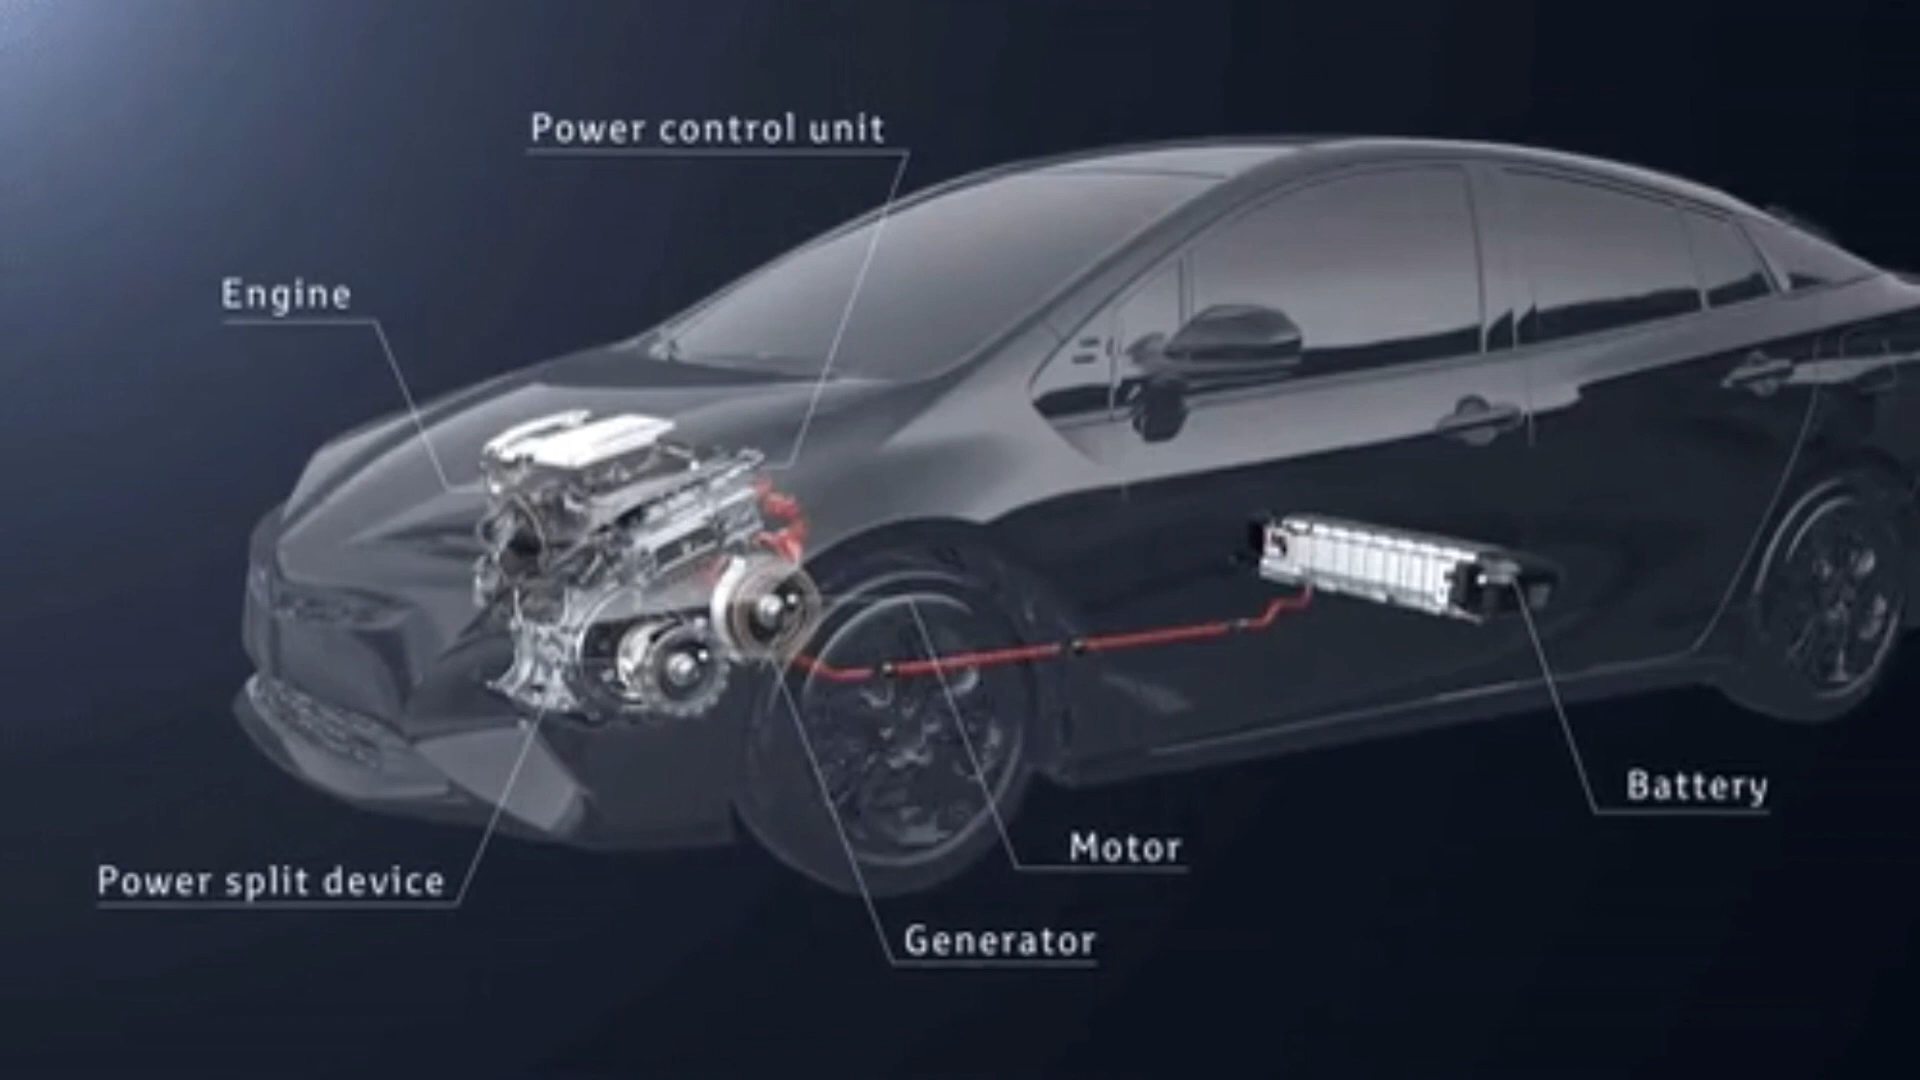 Power control unit
Engine
Battery
Motor
Power split device
Generator